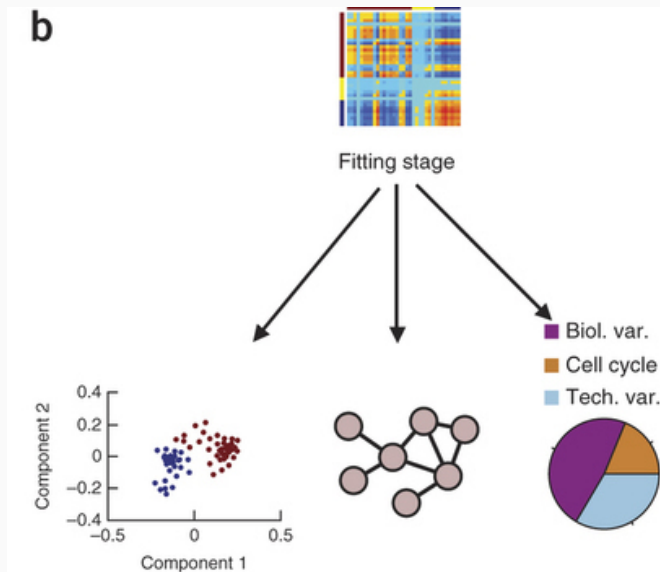 b
Fitting stage
Biol. var.
Cell cycle
Tech. var.
Component 2
0.4
0.2
0
−0.2
−0.4
−0.5
0
0.5
Component 1